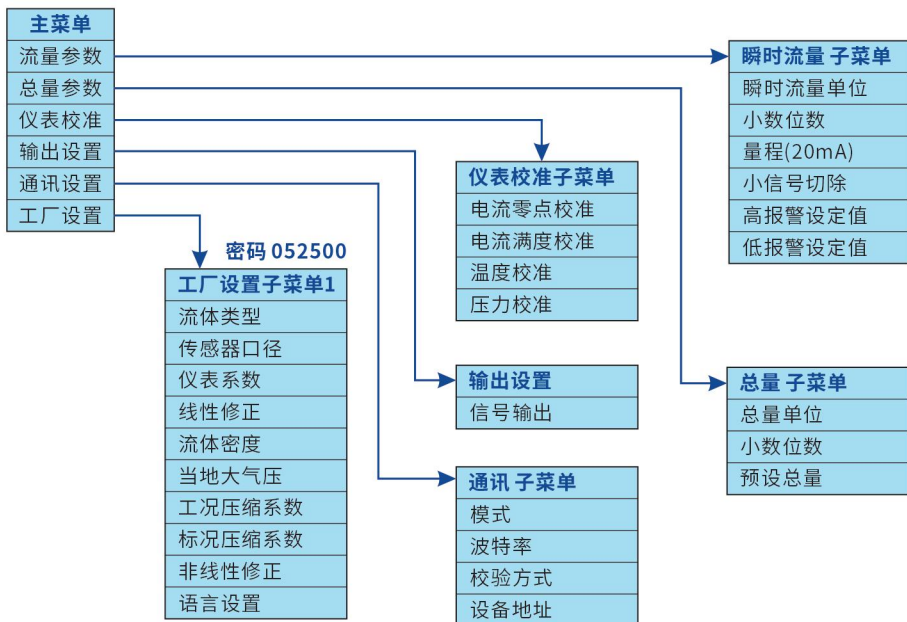 主菜单
流量参数
总量参数
仪表校准
输出设置
通讯设置
工厂设置
密码 052500
工厂设置子菜单1
流体类型
传感器口径
仪表系数
线性修正
流体密度
当地大气压
工况压缩系数
标况压缩系数
非线性修正
语言设置
仪表校准子菜单
电流零点校准
电流满度校准
温度校准
压力校准
输出设置
信号输出
通讯 子菜单
模式
波特率
校验方式
设备地址
瞬时流量 子菜单
瞬时流量单位
小数位数
量程(20mA)
小信号切除
高报警设定值
低报警设定值
总量 子菜单
总量单位
小数位数
预设总量